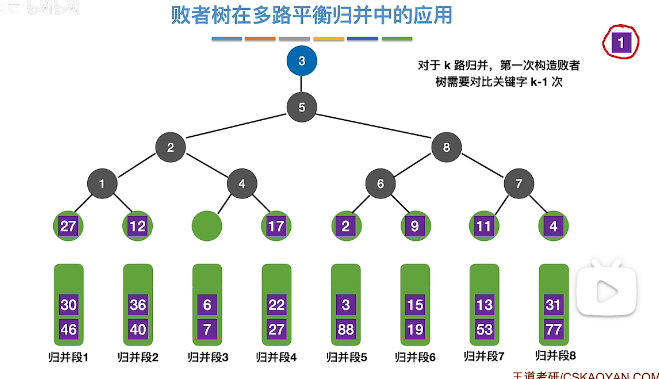 败者树在多路平衡归并中的应用
1
3
对于 k 路归并，第一次构造败者
树需要对比关键字 k-1 次
5
2 8
1 4 6 7
27 12 17 2 9 11 4
30 36 6 22 3 15 13 31
46 40 7 27 88 19 53 77
归并段1 归并段2 归并段3 归并段4 归并段5 归并段6 归并段7 归并段8
王道考研/CSKAOYAN.COM